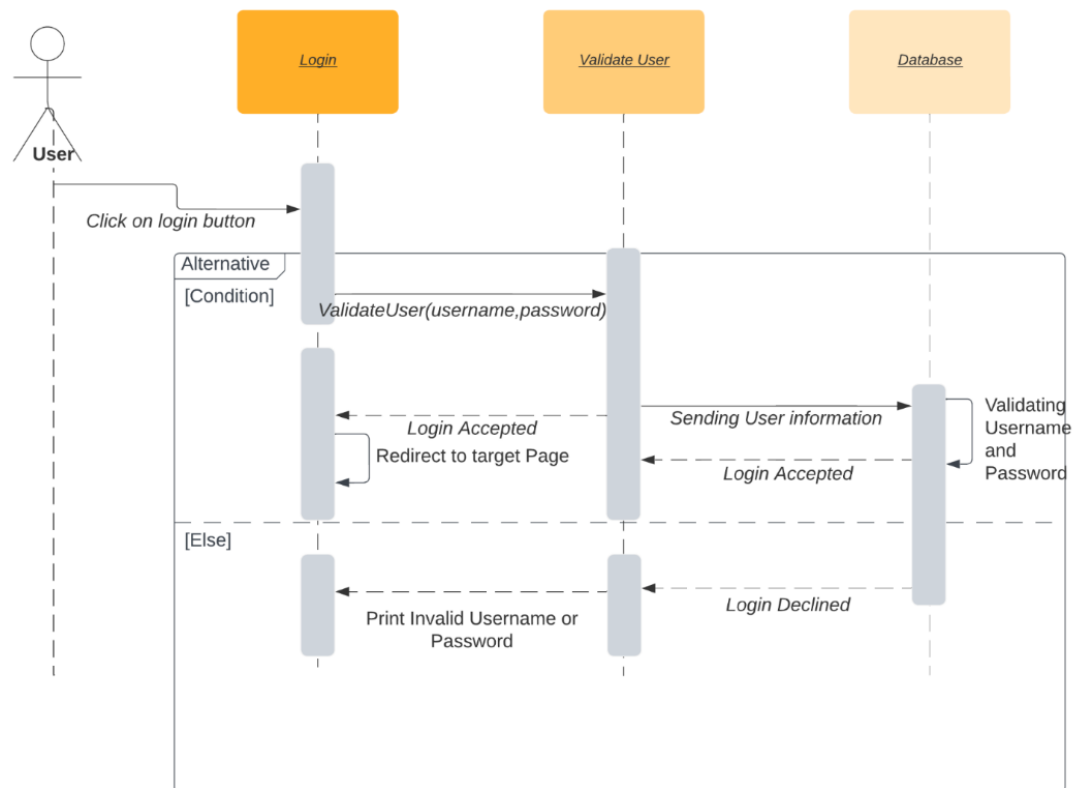 Login
Validate User
Database
User
Click on login button
Alternative
[Condition]
ValidateUser(username,password)
Validating
Username
and
Password
Sending User information
Login Accepted
Redirect to target Page
Login Accepted
[Else]
Login Declined
Print Invalid Username or
Password